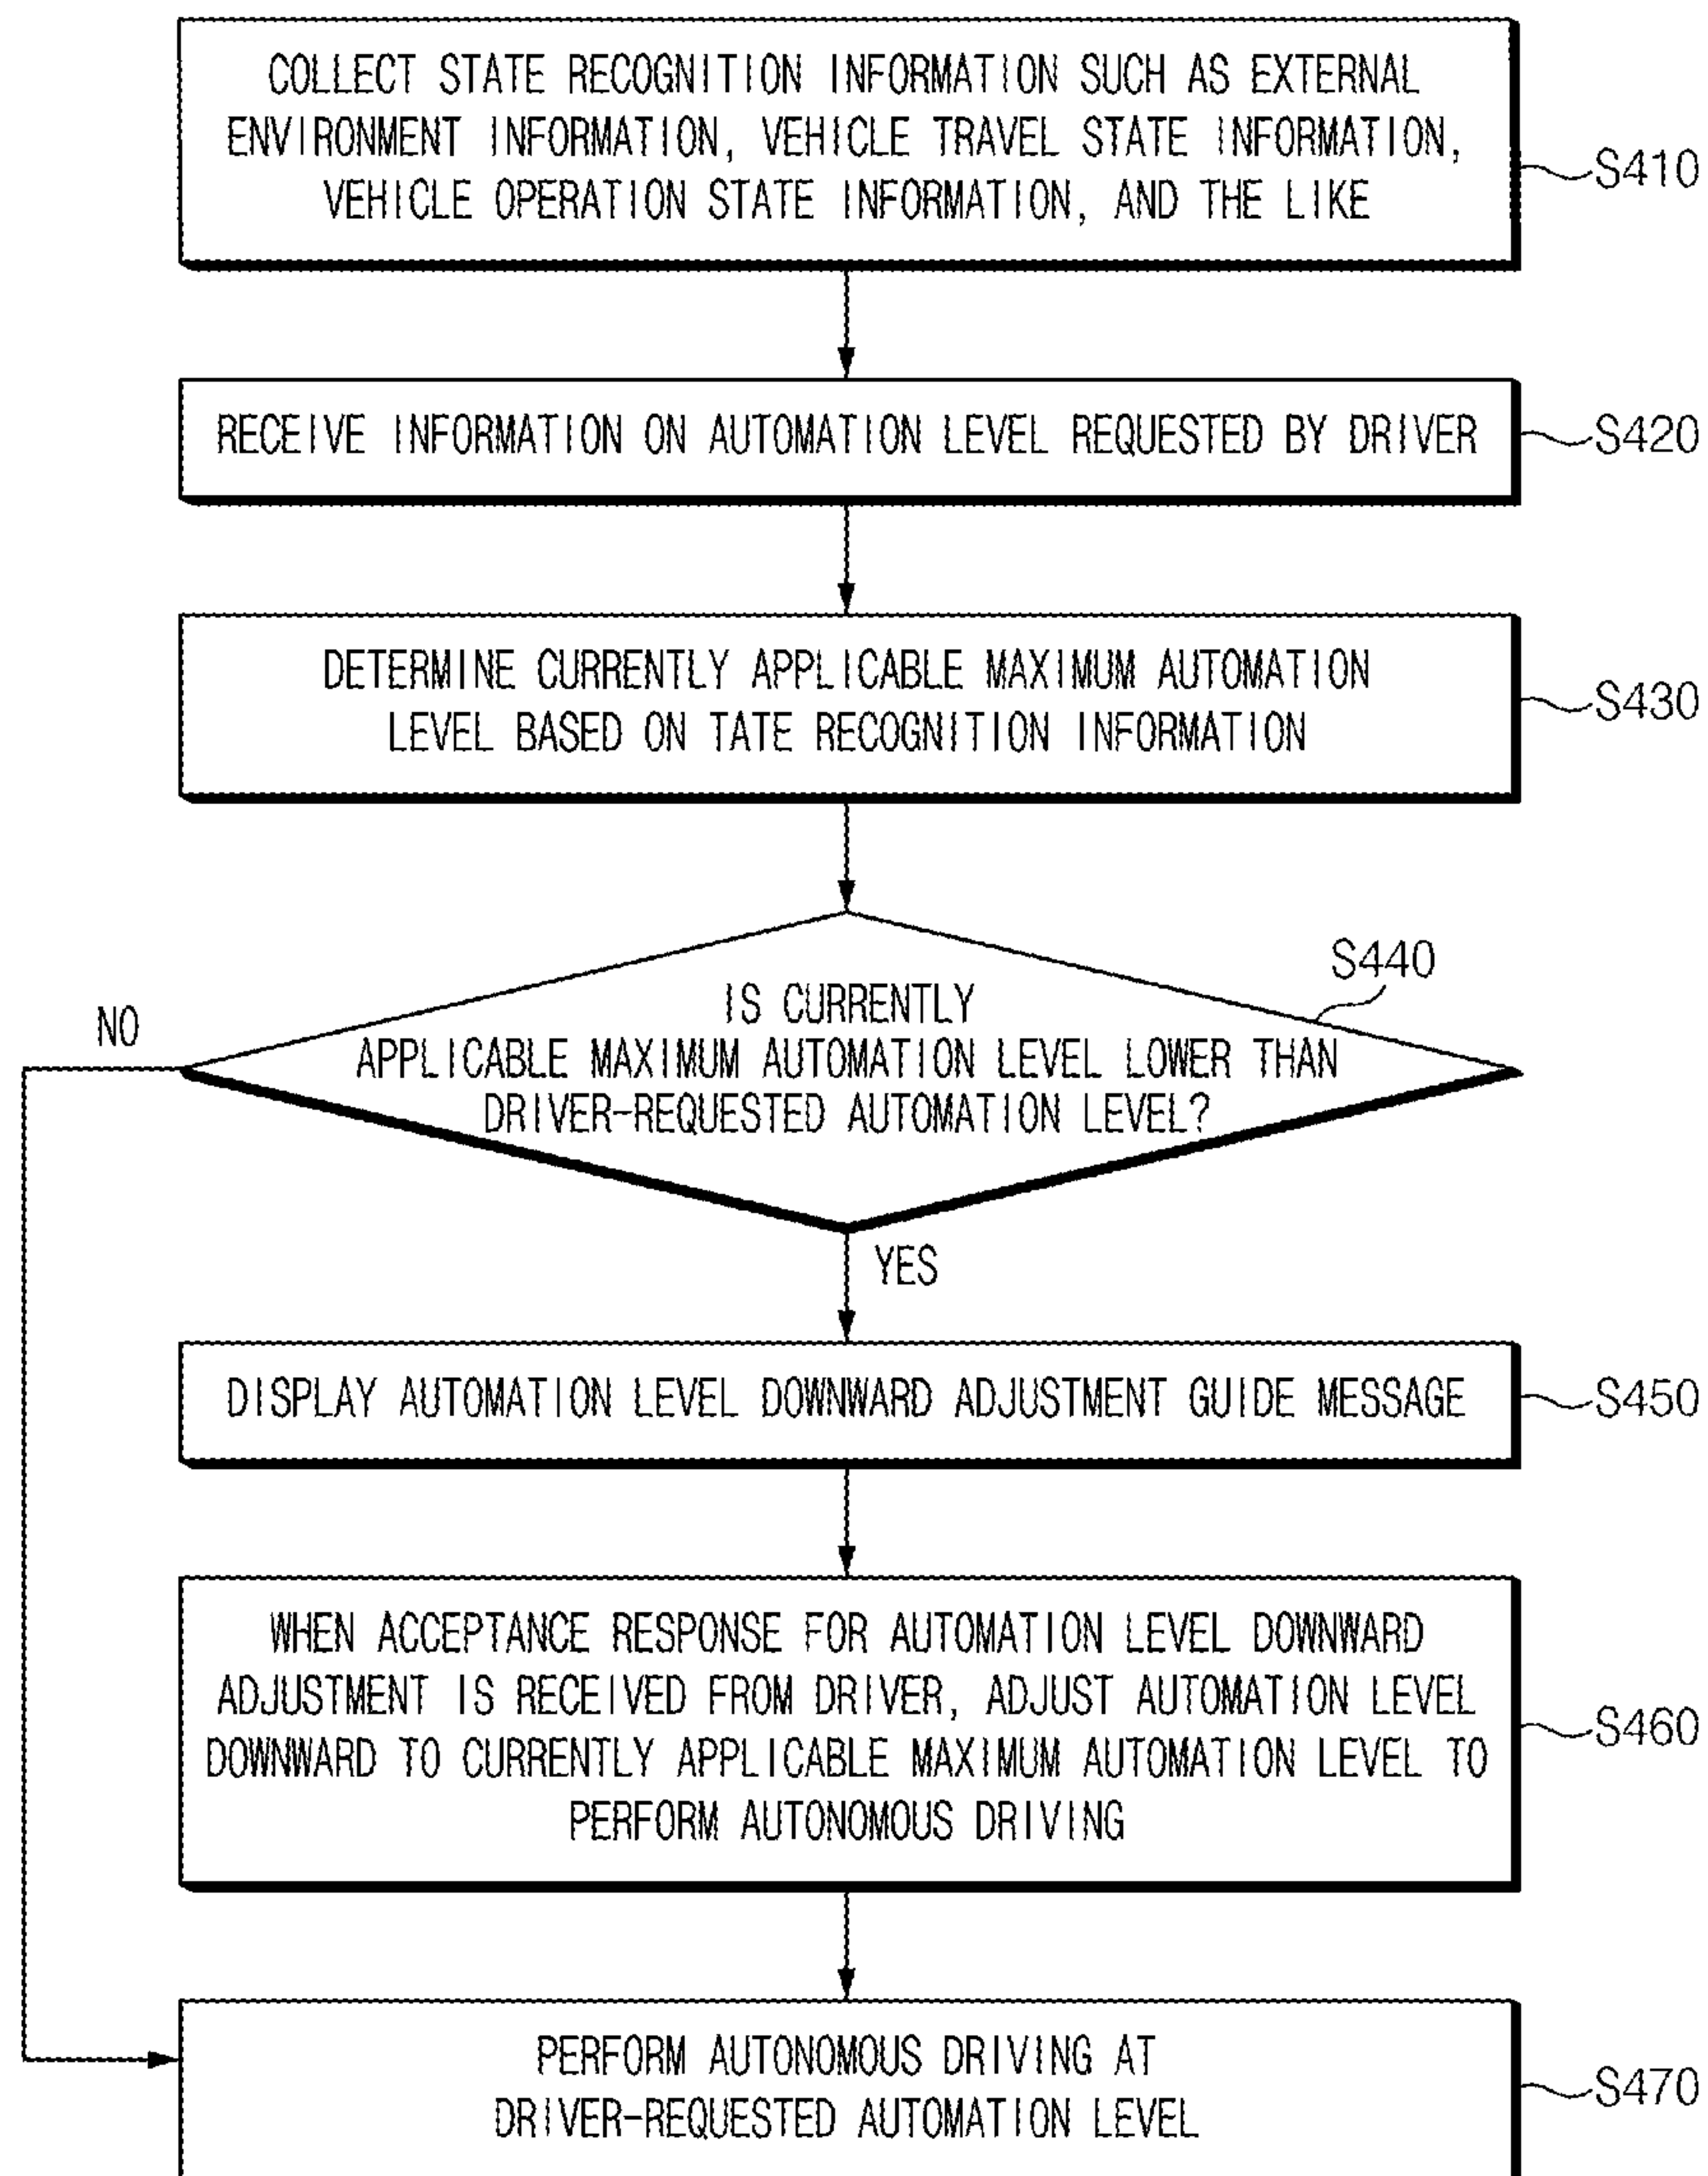 COLLECT STATE RECOGNITION INFORMATION SUCH AS EXTERNAL
ENVIRONMENT INFORMATION, VEHICLE TRAVEL STATE INFORMATION,
VEHICLE OPERATION STATE INFORMATION, AND THE LIKE
S410
RECEIVE INFORMATION ON AUTOMATION LEVEL REQUESTED BY DRIVER
S420
DETERMINE CURRENTLY APPLICABLE MAXIMUM AUTOMATION
LEVEL BASED ON TATE RECOGNITION INFORMATION
S430
S440
IS CURRENTLY
APPLICABLE MAXIMUM AUTOMATION LEVEL LOWER THAN
DRIVER-REQUESTED AUTOMATION LEVEL?
NO
YES
DISPLAY AUTOMATION LEVEL DOWNWARD ADJUSTMENT GUIDE MESSAGE
S450
WHEN ACCEPTANCE RESPONSE FOR AUTOMATION LEVEL DOWNWARD
ADJUSTMENT IS RECEIVED FROM DRIVER, ADJUST AUTOMATION LEVEL
DOWNWARD TO CURRENTLY APPLICABLE MAXIMUM AUTOMATION LEVEL TO
PERFORM AUTONOMOUS DRIVING
S460
PERFORM AUTONOMOUS DRIVING AT
DRIVER-REQUESTED AUTOMATION LEVEL
S470